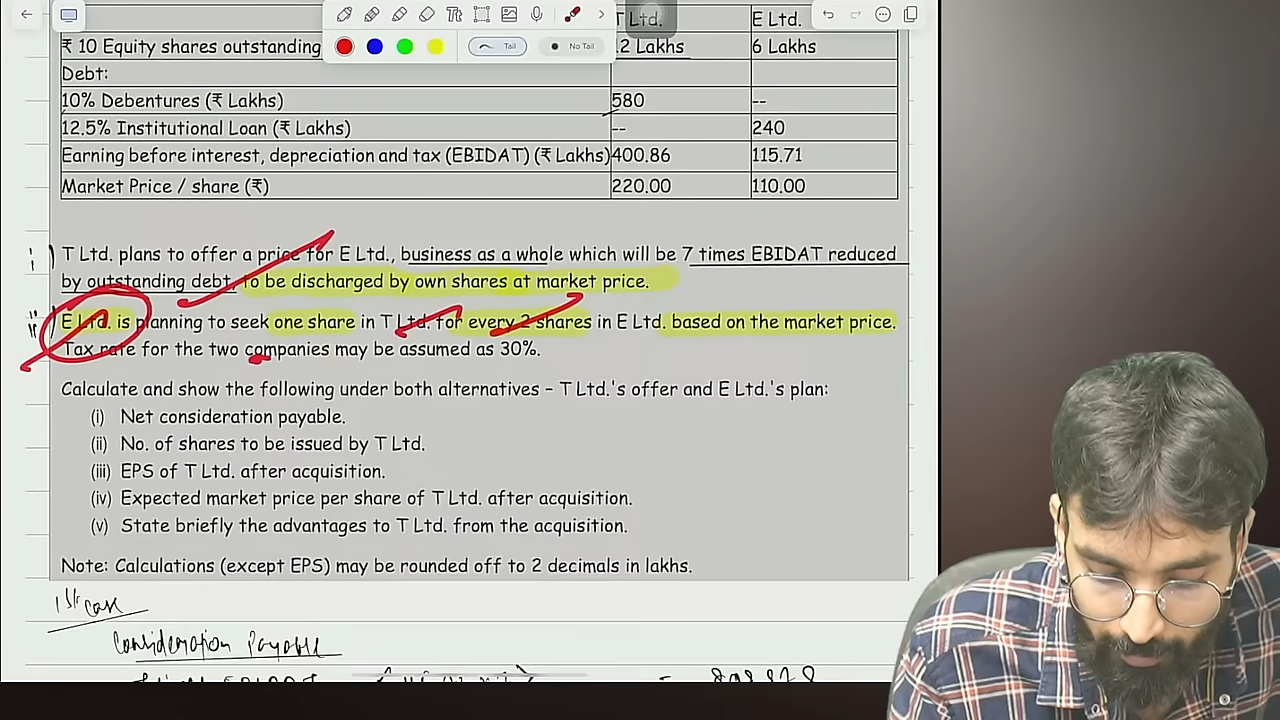 T Ltd. E Ltd.
₹ 10 Equity shares outstanding .2 Lakhs 6 Lakhs
Tail No Tail
Debt:
10% Debentures (₹ Lakhs) 580 --
12.5% Institutional Loan (₹ Lakhs) -- 240
Earning before interest, depreciation and tax (EBIDAT) (₹ Lakhs) 400.86 115.71
Market Price / share (₹) 220.00 110.00
i) T Ltd. plans to offer a price for E Ltd., business as a whole which will be 7 times EBIDAT reduced
by outstanding debt, to be discharged by own shares at market price.
ii) E Ltd. is planning to seek one share in T Ltd. for every 2 shares in E Ltd. based on the market price.
Tax rate for the two companies may be assumed as 30%.
Calculate and show the following under both alternatives – T Ltd.'s offer and E Ltd.'s plan:
(i) Net consideration payable.
(ii) No. of shares to be issued by T Ltd.
(iii) EPS of T Ltd. after acquisition.
(iv) Expected market price per share of T Ltd. after acquisition.
(v) State briefly the advantages to T Ltd. from the acquisition.
Note: Calculations (except EPS) may be rounded off to 2 decimals in lakhs.
1st case
Consideration Payable